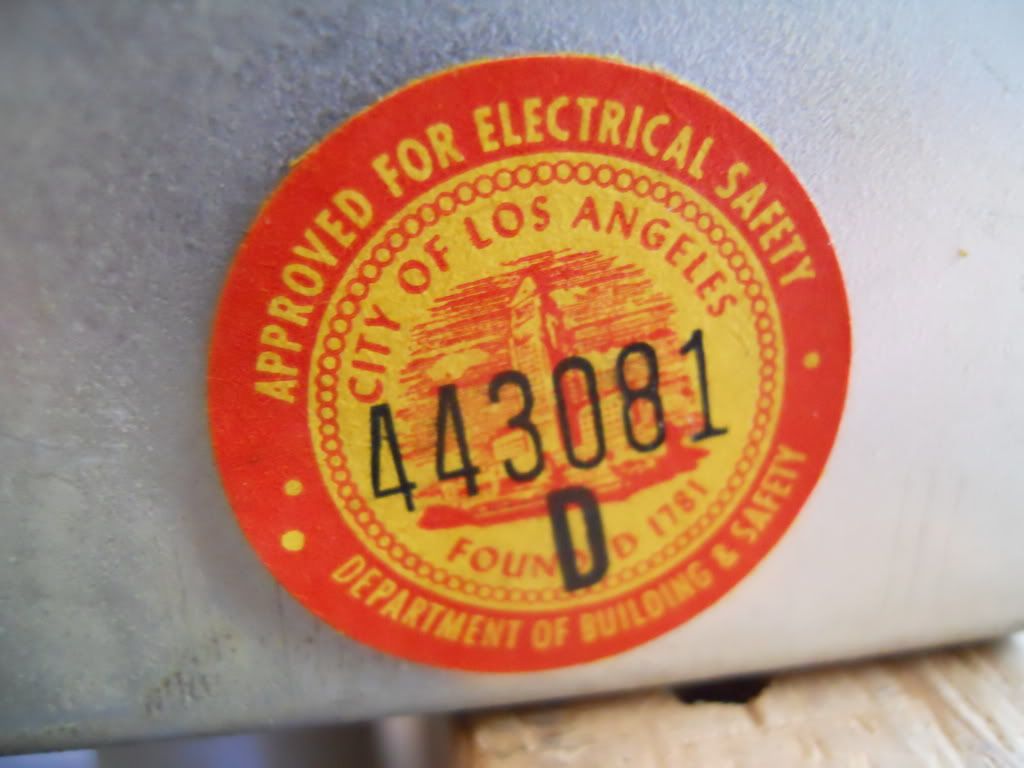 APPROVED FOR ELECTRICAL SAFETY
CITY OF LOS ANGELES
443081
D
FOUNDED 1781
DEPARTMENT OF BUILDING & SAFETY